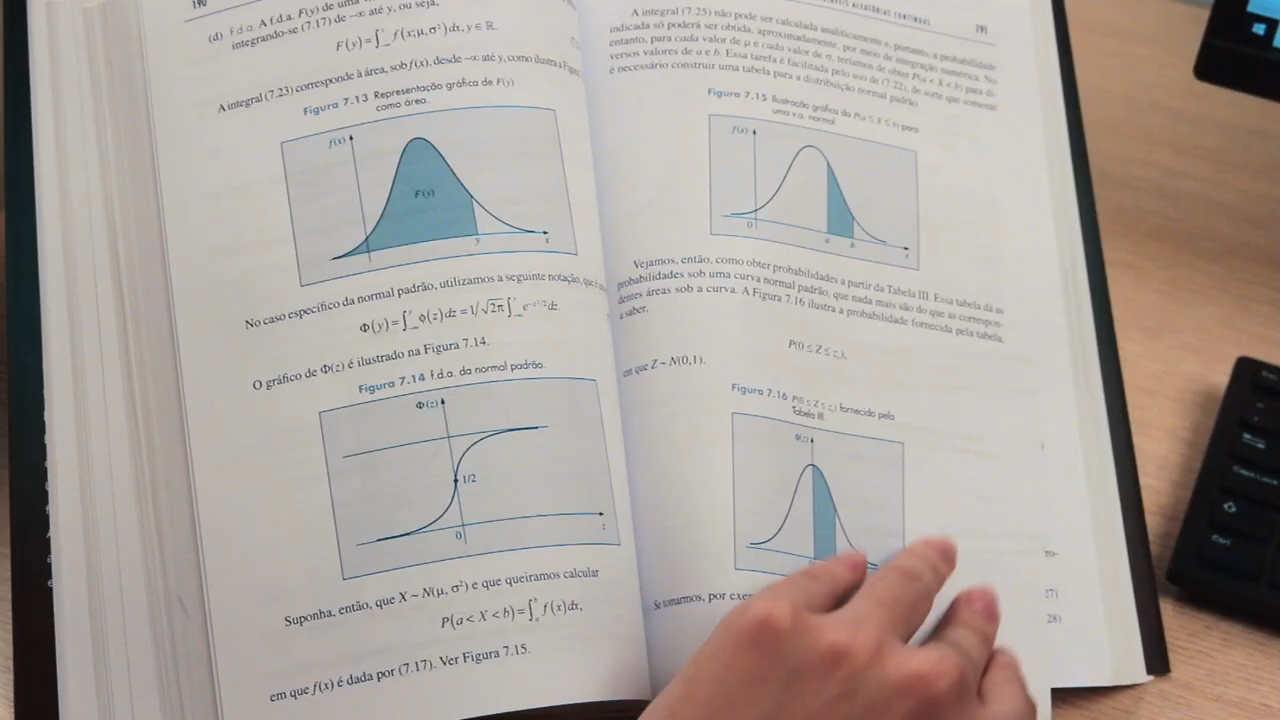 190
(d) F.d.a. A f.d.a. F(y) de uma
integrando-se (7.17) de −∞ até y, ou seja,
F(y)=∫ f(x;μ,σ²)dx, y∈ℝ.
A integral (7.23) corresponde à área, sob f(x), desde −∞ até y, como ilustra a Figura
Figura 7.13 Representação gráfica de F(y)
como área.
f(x)
F(y)
y
x
No caso específico da normal padrão, utilizamos a seguinte notação,
Φ(y)=∫ ϕ(z)dz=1/√2π∫ e^{-z²/2}dz.
O gráfico de Φ(z) é ilustrado na Figura 7.14.
Figura 7.14 f.d.a. da normal padrão.
Φ(z)
1/2
0
z
Suponha, então, que X ~ N(μ, σ²) e que queiramos calcular
P(a<X<b)=∫ f(x)dx,
em que f(x) é dada por (7.17). Ver Figura 7.15.
ALEATÓRIAS CONTÍNUAS
191
A integral (7.25) não pode ser calculada analiticamente e, portanto, a probabilidade
indicada só poderá ser obtida, aproximadamente, por meio de integração numérica. No
entanto, para cada valor de μ e cada valor de σ, teríamos de obter P(a < X < b) para di-
versos valores de a e b. Essa tarefa é facilitada pelo uso de (7.22), de sorte que somente
é necessário construir uma tabela para a distribuição normal padrão.
Figura 7.15 Ilustração gráfica da P(a ≤ X ≤ b) para
uma v.a. normal.
f(x)
0
a
b
x
Vejamos, então, como obter probabilidades a partir da Tabela III. Essa tabela dá as
probabilidades sob uma curva normal padrão, que nada mais são do que as correspon-
dentes áreas sob a curva. A Figura 7.16 ilustra a probabilidade fornecida pela tabela,
a saber,
P(0 ≤ Z ≤ z),
em que Z ~ N(0,1).
Figura 7.16 P(0 ≤ Z ≤ z) fornecida pela
Tabela III.
Se tomarmos, por exem
27)
28)
Ctrl